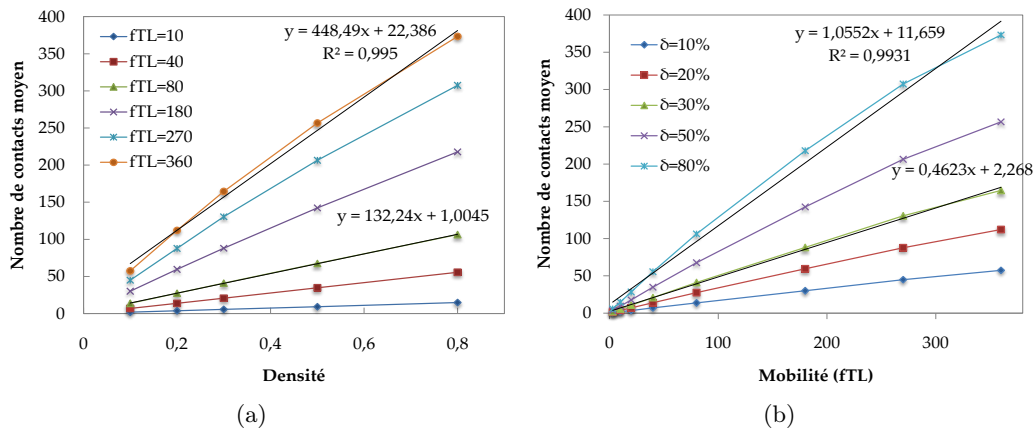 Nombre de contacts moyen
400
350
300
250
200
150
100
50
0
fTL=10
fTL=40
fTL=80
fTL=180
fTL=270
fTL=360
y = 448,49x + 22,386
R² = 0,995
y = 132,24x + 1,0045
0
0,2
0,4
0,6
0,8
1
Densité
(a)
Nombre de contacts moyen
400
350
300
250
200
150
100
50
0
δ=10%
δ=20%
δ=30%
δ=50%
δ=80%
y = 1,0552x + 11,659
R² = 0,9931
y = 0,4623x + 2,268
0
100
200
300
Mobilité (fTL)
(b)